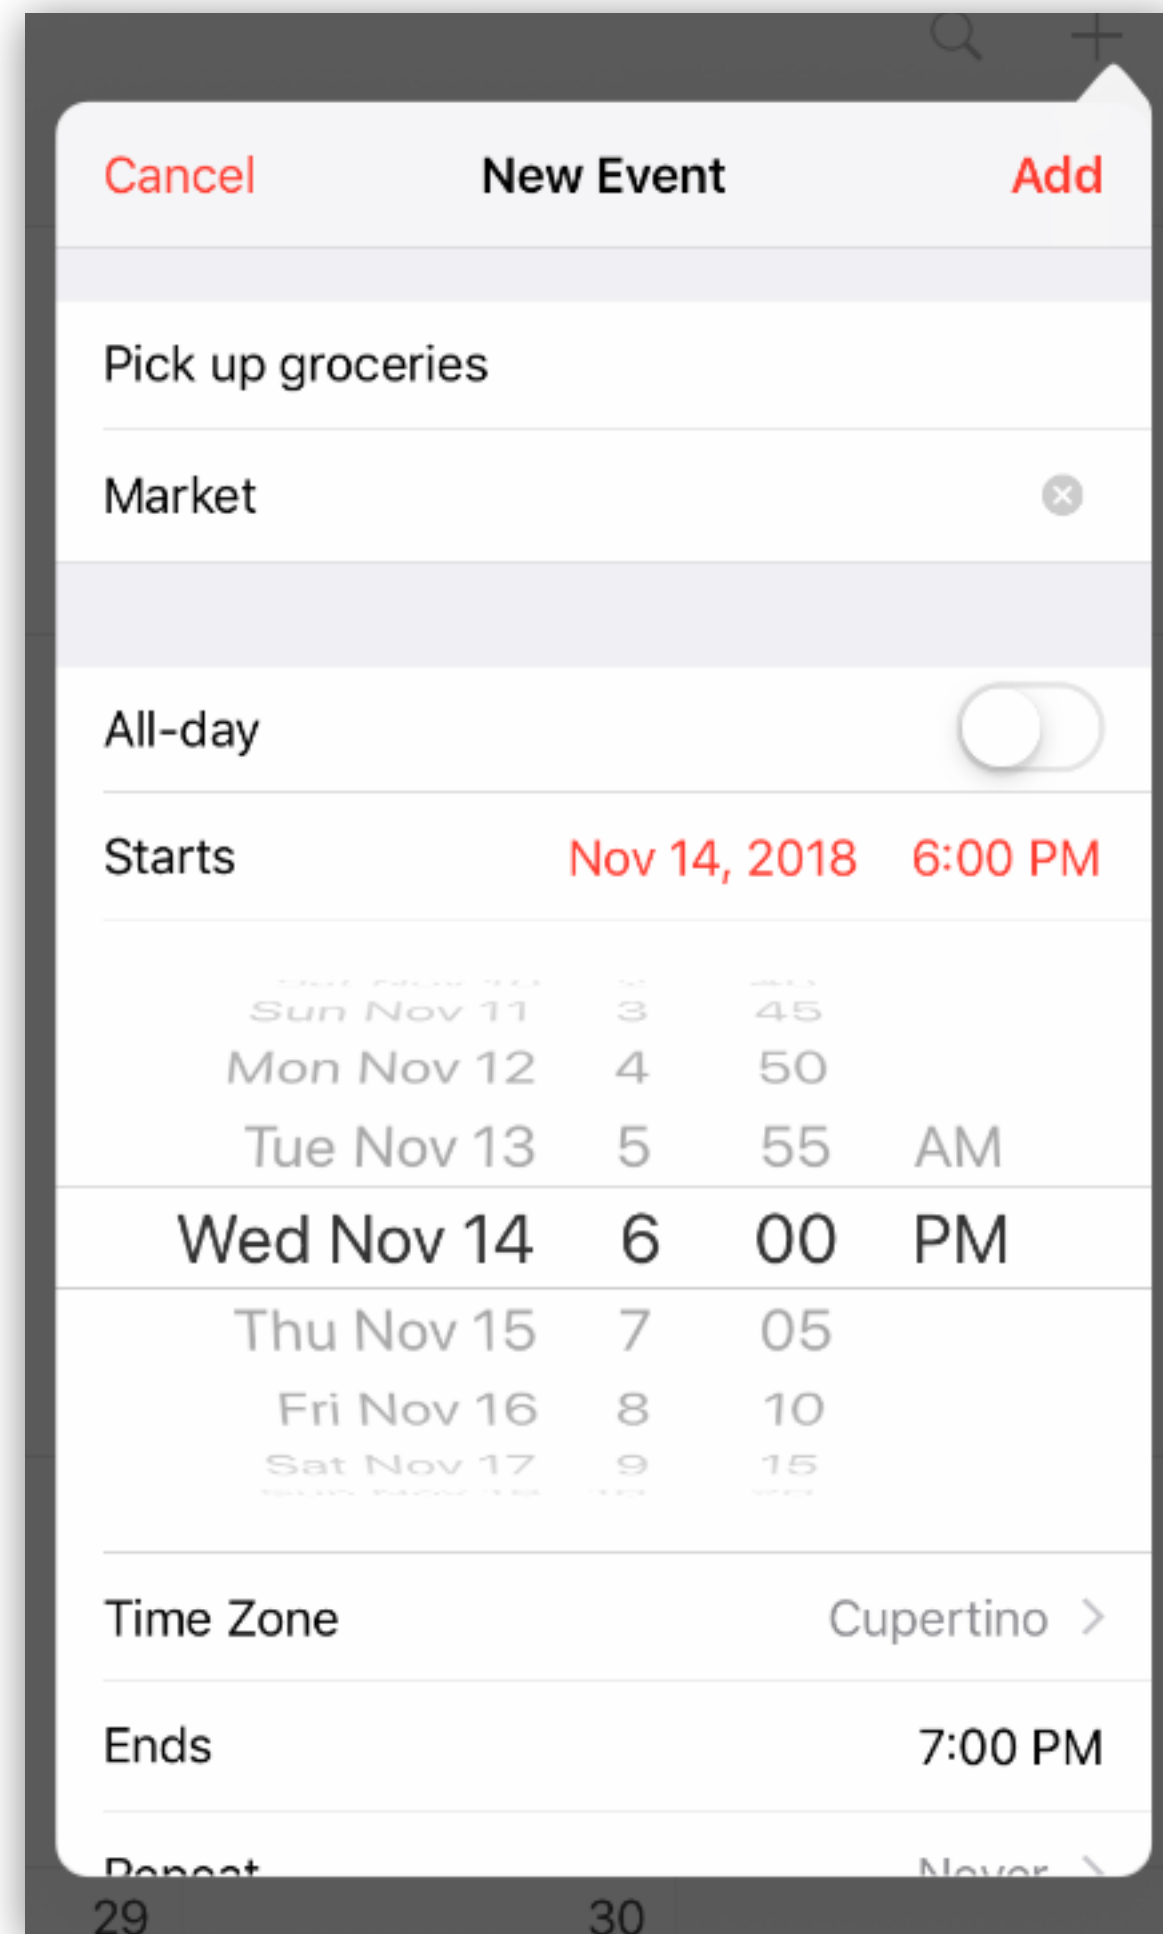 Cancel New Event Add
Pick up groceries
Market
All-day
Starts Nov 14, 2018 6:00 PM
Sun Nov 11 3 45
Mon Nov 12 4 50
Tue Nov 13 5 55 AM
Wed Nov 14 6 00 PM
Thu Nov 15 7 05
Fri Nov 16 8 10
Sat Nov 17 9 15
Time Zone Cupertino
Ends 7:00 PM
Repeat Never
29 30